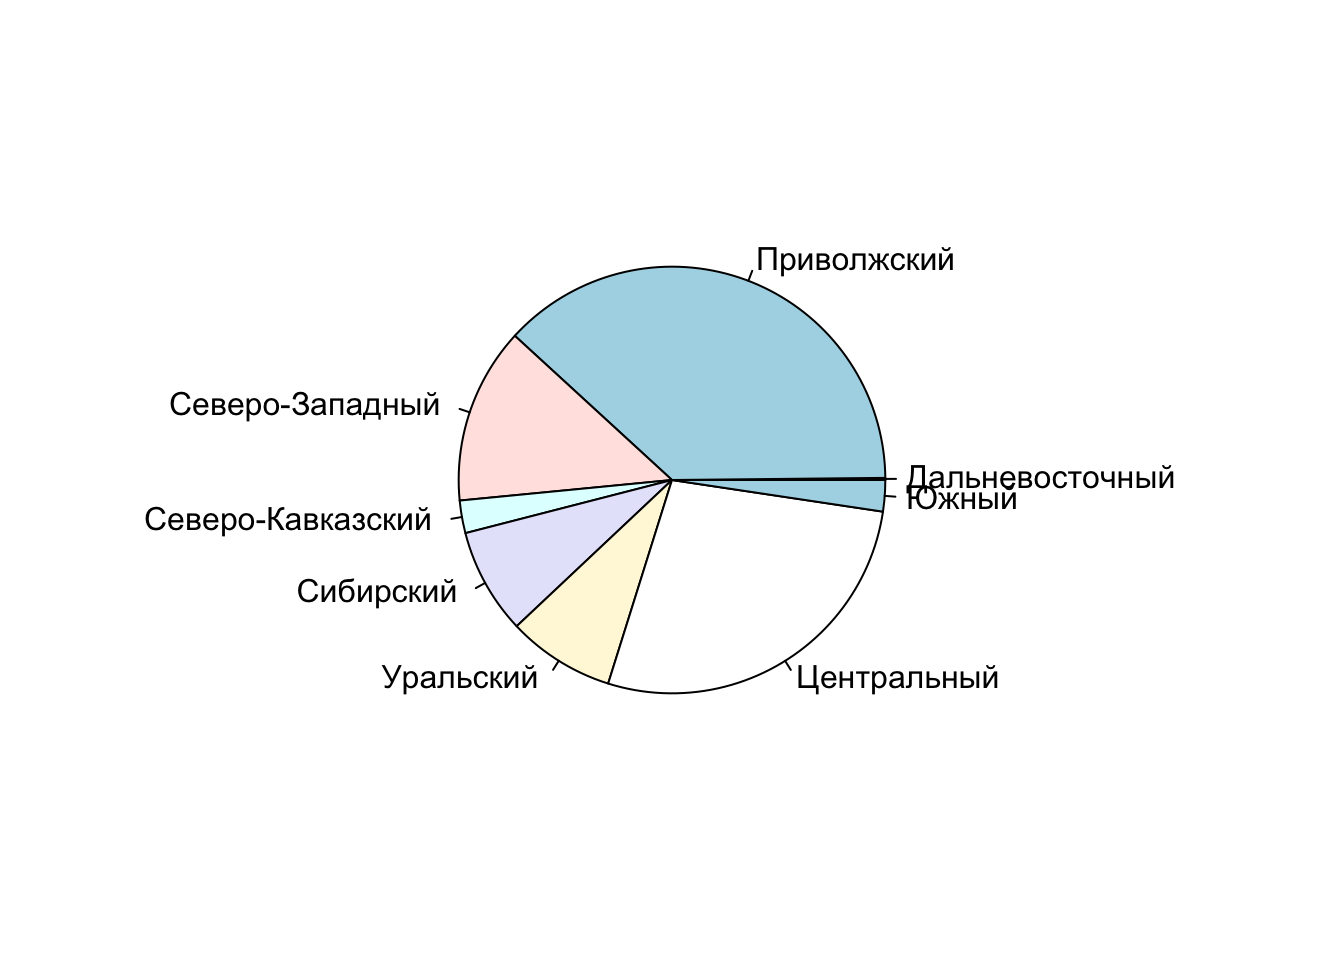 Приволжский
Северо-Западный
Дальневосточный
Южный
Северо-Кавказский
Сибирский
Уральский
Центральный